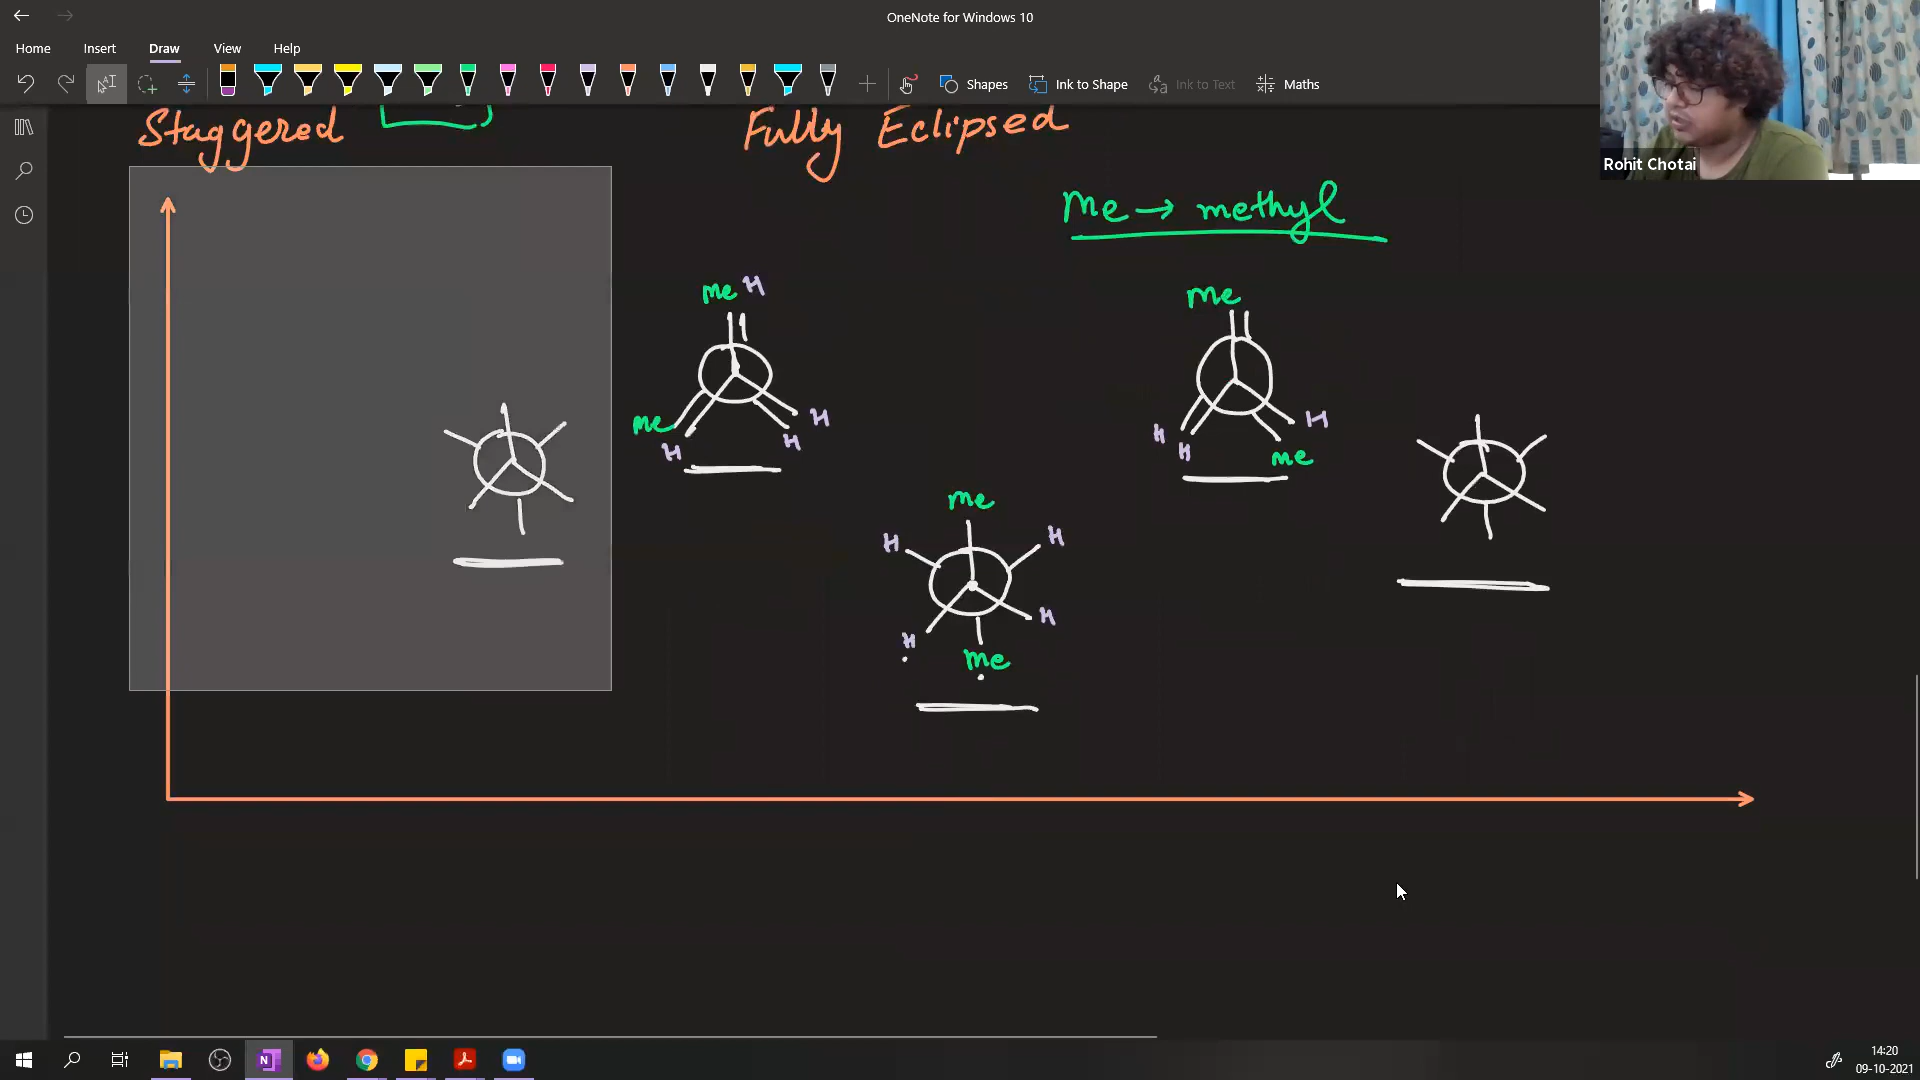 OneNote for Windows 10
Home Insert Draw View Help
Shapes Ink to Shape Ink to Text Maths
Rohit Chotai
Staggered Fully Eclipsed
Me → methyl
Me H
Me
H
H
H
Me
H
H
H
Me
Me
H
H
H
H
Me
14:20
09-10-2021